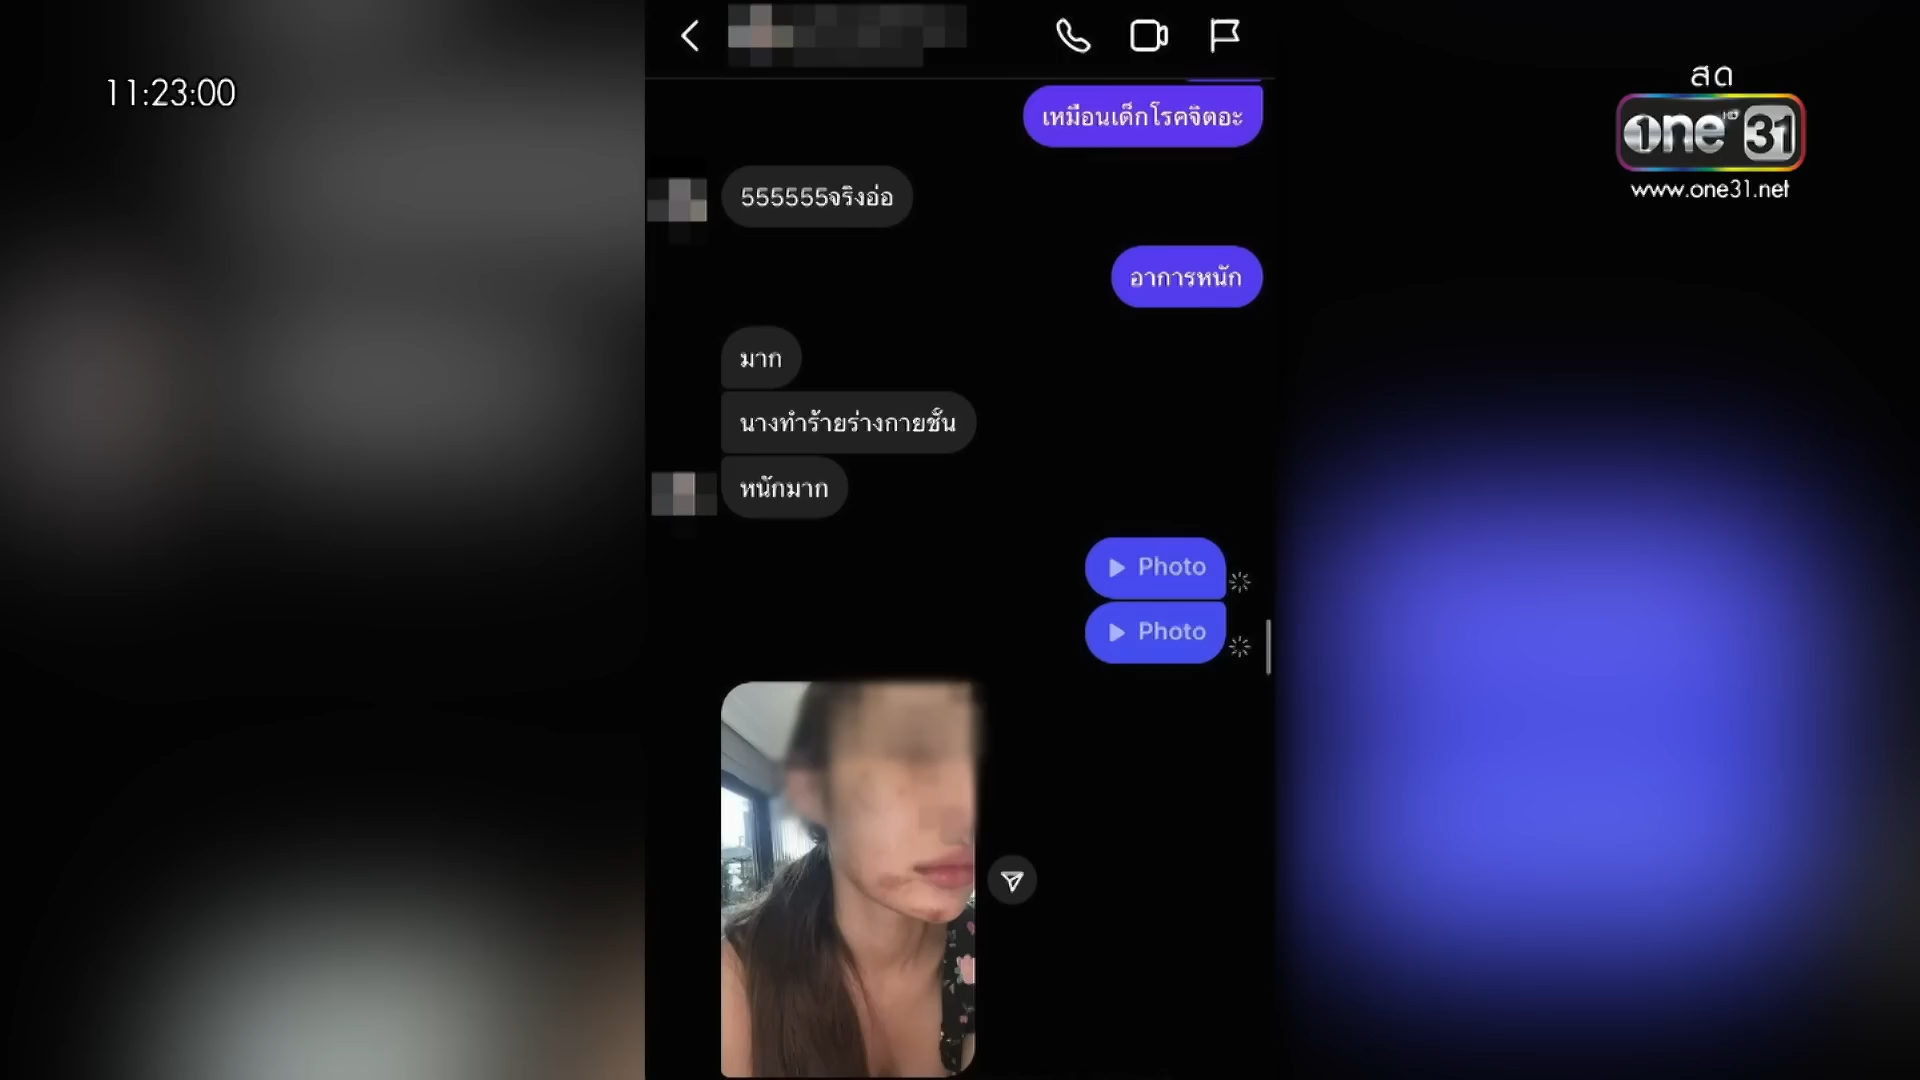 11:23:00
สด
one HD 31
www.one31.net
เหมือนเด็กโรคจิตอะ
555555จริงอ่อ
อาการหนัก
มาก
นางทำร้ายร่างกายชั้น
หนักมาก
Photo
Photo